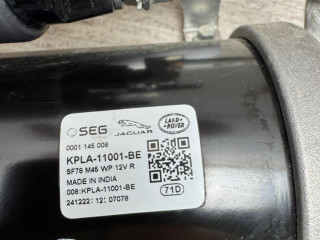 SEG JAGUAR LAND ROVER
0001 145 008
KPLA-11001-BE
SF78 M45 WP 12V R
MADE IN INDIA
008:KPLA-11001-BE
71D
241222: 12: 07078